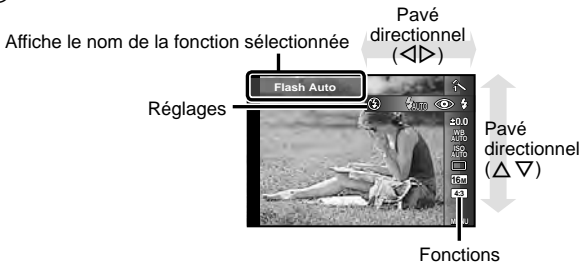 Pavé
directionnel
(◁▷)
Affiche le nom de la fonction sélectionnée
Flash Auto
Réglages
AUTO
±0.0
WB
AUTO
ISO
AUTO
16M
4:3
MENU
Pavé
directionnel
(△ ▽)
Fonctions